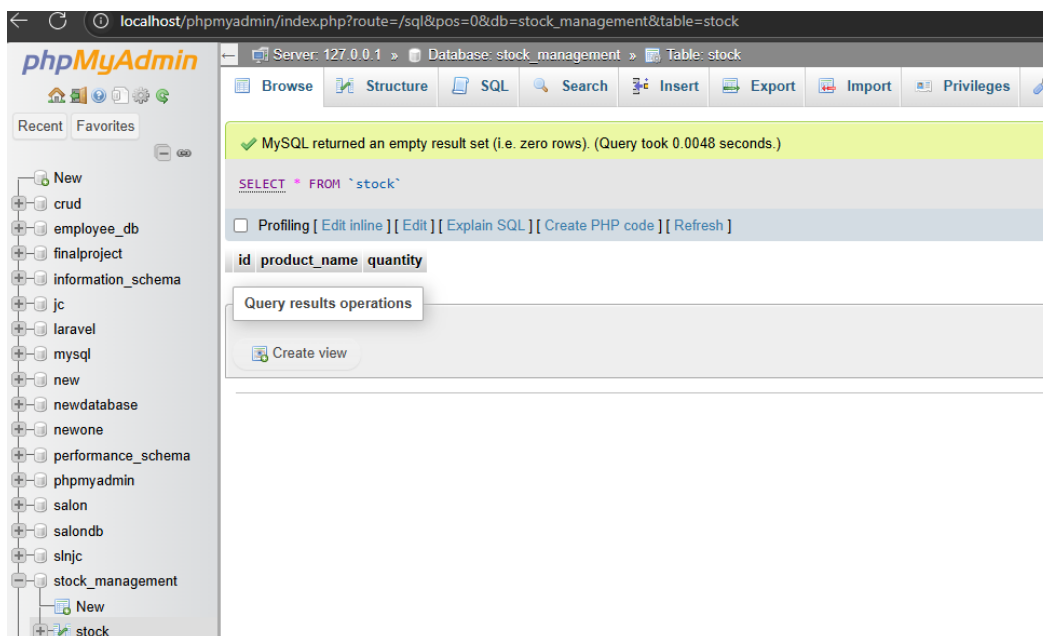 localhost/phpmyadmin/index.php?route=/sql&pos=0&db=stock_management&table=stock
phpMyAdmin
Recent Favorites
New
crud
employee_db
finalproject
information_schema
jc
laravel
mysql
new
newdatabase
newone
performance_schema
phpmyadmin
salon
salondb
slnjc
stock_management
New
stock
Server: 127.0.0.1 » Database: stock_management » Table: stock
Browse Structure SQL Search Insert Export Import Privileges
MySQL returned an empty result set (i.e. zero rows). (Query took 0.0048 seconds.)
SELECT * FROM `stock`
Profiling [ Edit inline ] [ Edit ] [ Explain SQL ] [ Create PHP code ] [ Refresh ]
id product_name quantity
Query results operations
Create view